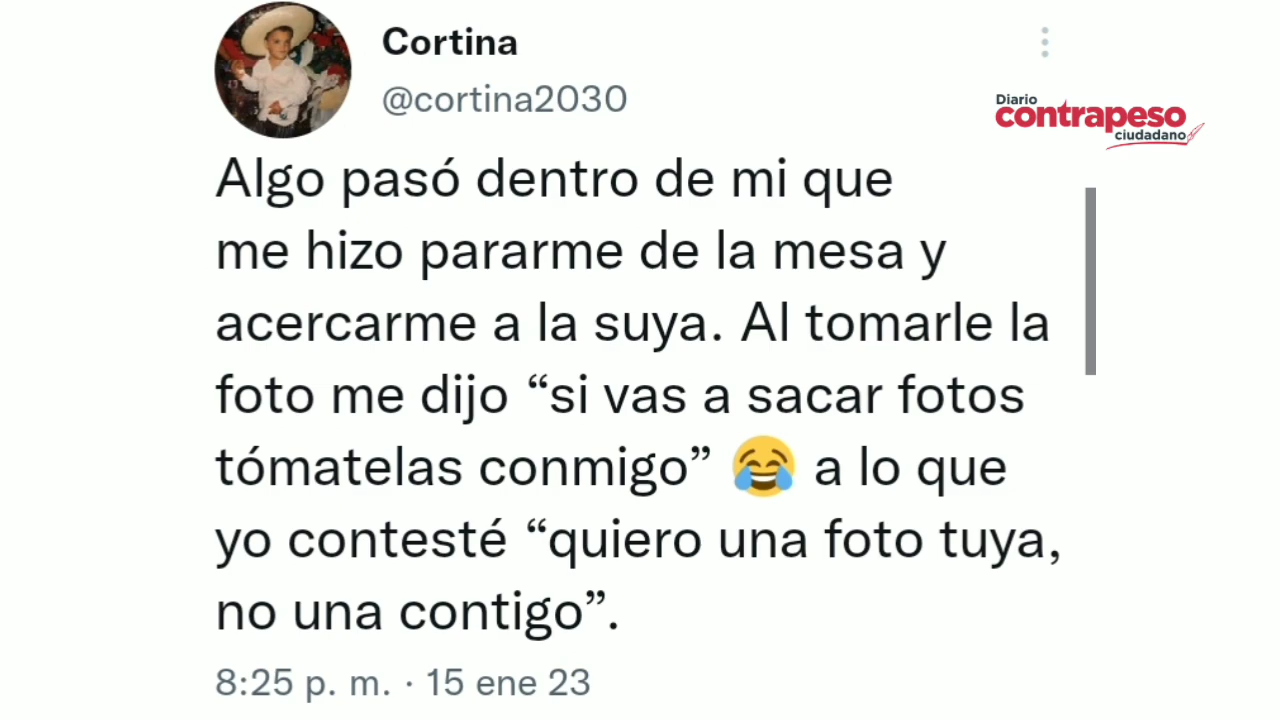 Cortina
@cortina2030
Diario
contrapeso
ciudadano
Algo pasó dentro de mi que
me hizo pararme de la mesa y
acercarme a la suya. Al tomarle la
foto me dijo “si vas a sacar fotos
tómatelas conmigo” 😂 a lo que
yo contesté “quiero una foto tuya,
no una contigo”.
8:25 p. m. · 15 ene 23